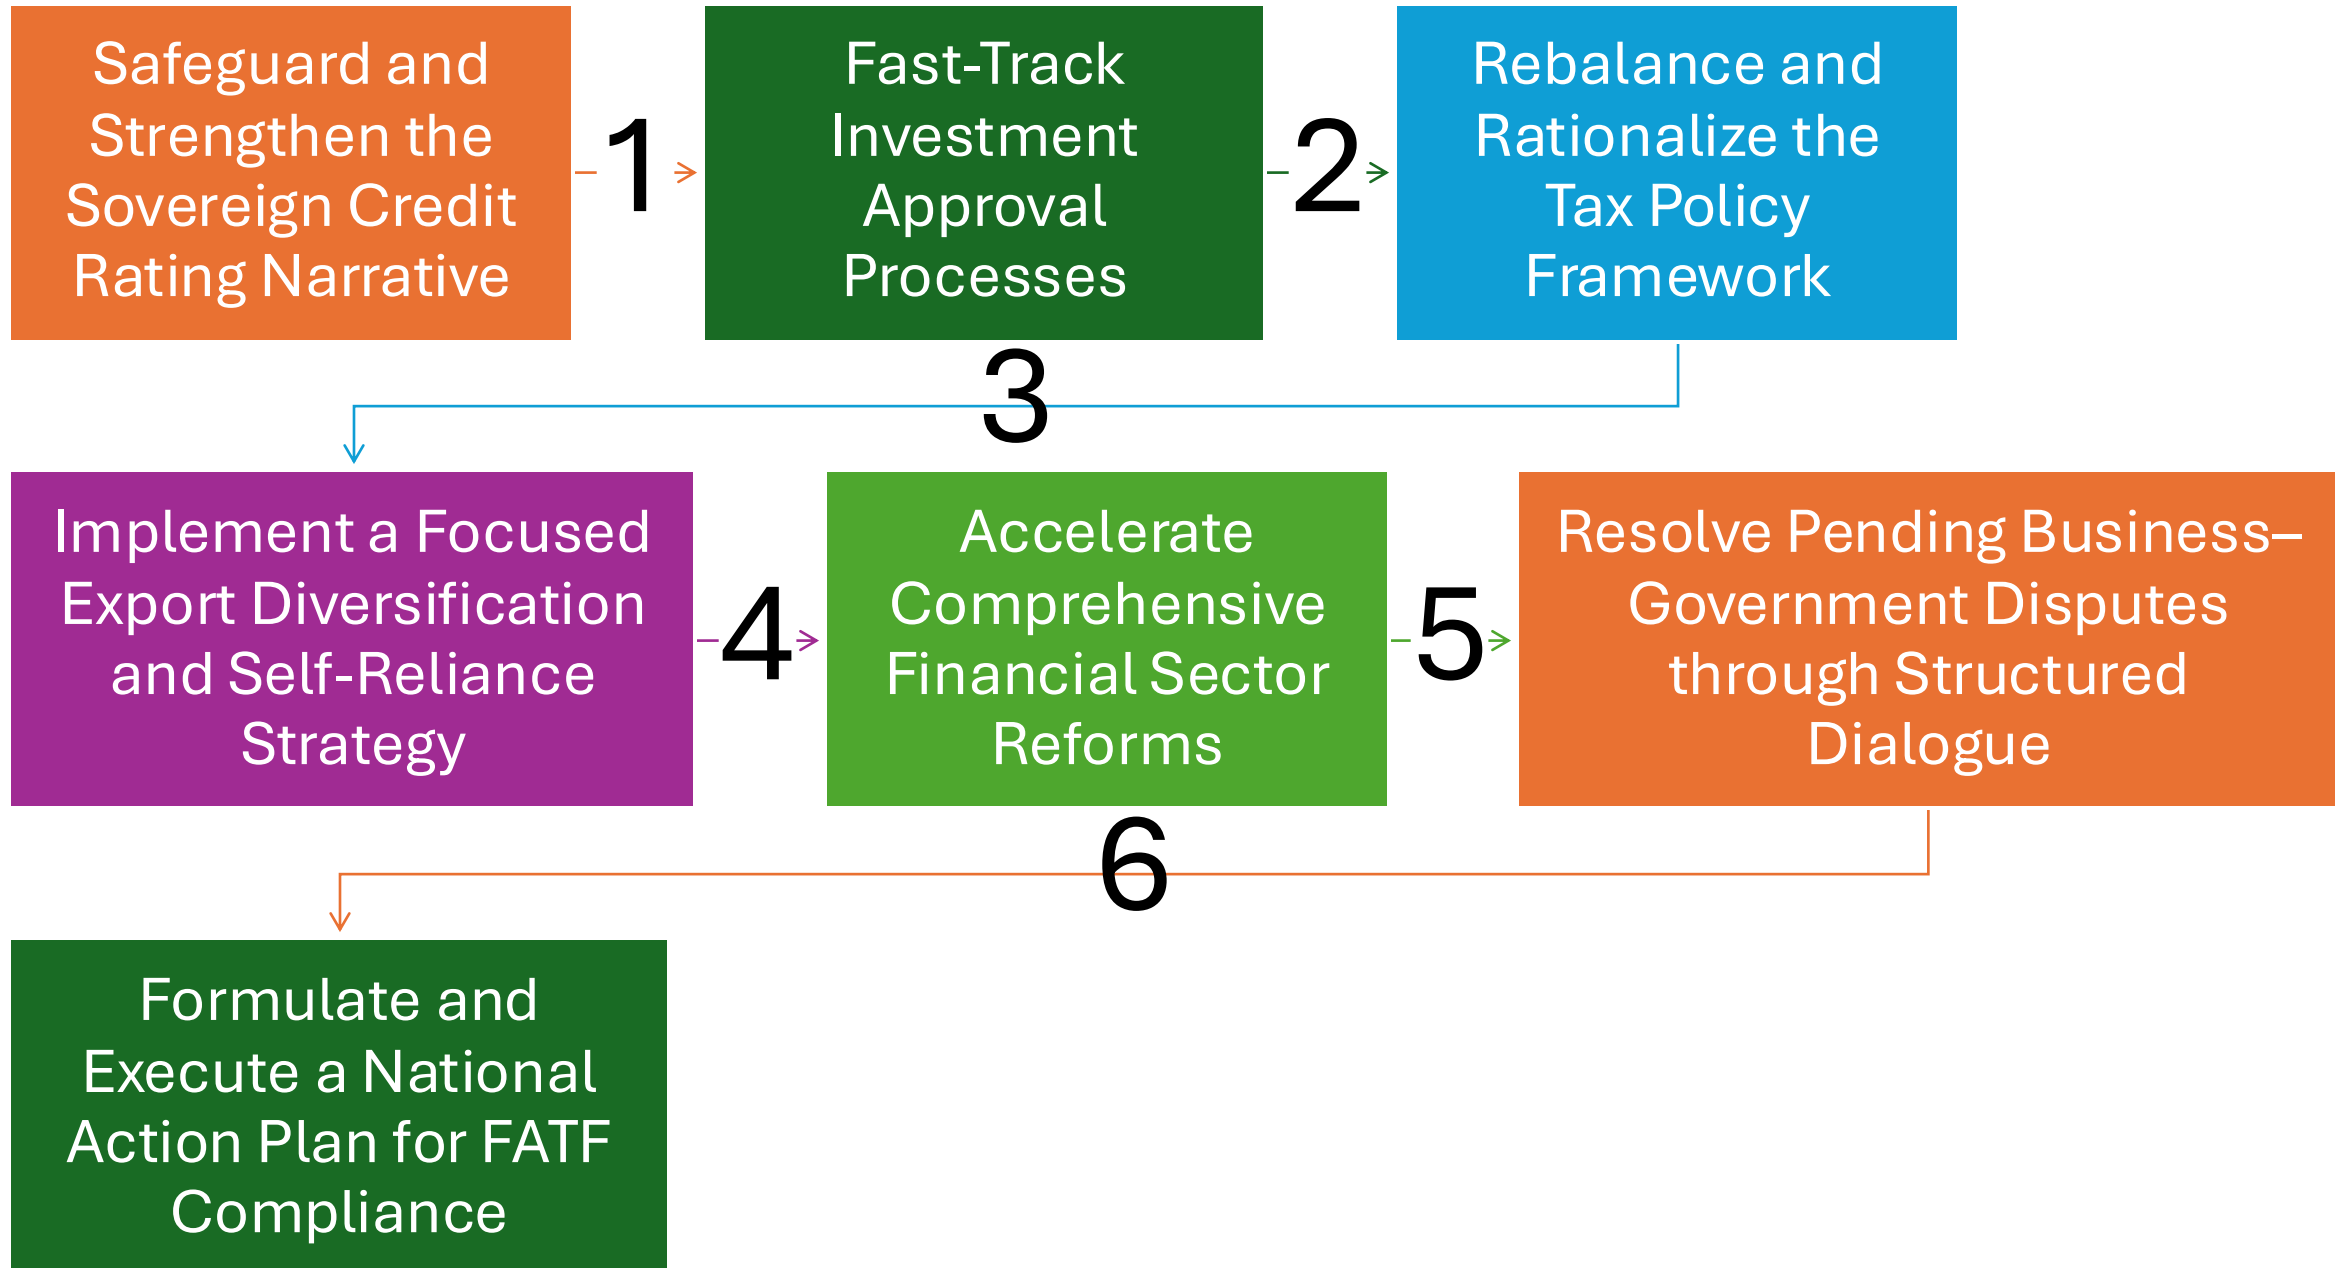 Safeguard and
Strengthen the
Sovereign Credit
Rating Narrative
1
Fast-Track
Investment
Approval
Processes
2
Rebalance and
Rationalize the
Tax Policy
Framework
3
Implement a Focused
Export Diversification
and Self-Reliance
Strategy
4
Accelerate
Comprehensive
Financial Sector
Reforms
5
Resolve Pending Business–
Government Disputes
through Structured
Dialogue
6
Formulate and
Execute a National
Action Plan for FATF
Compliance